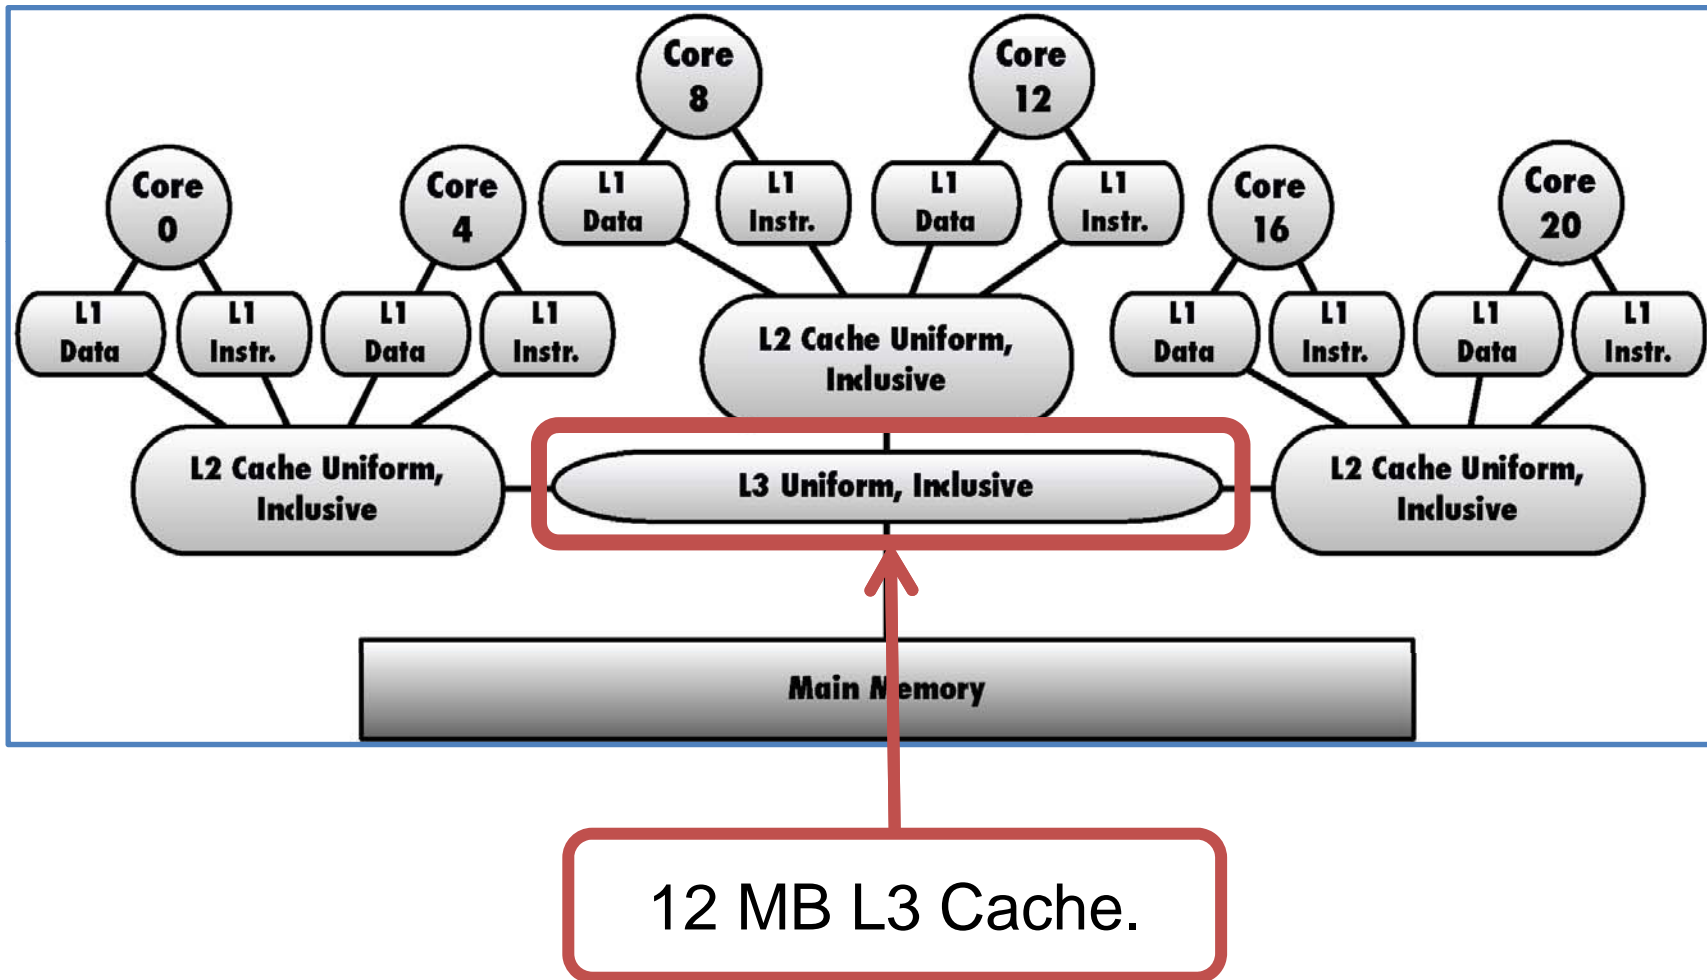 Core
8
Core
12
Core
0
Core
4
Core
16
Core
20
L1
Data
L1
Instr.
L1
Data
L1
Instr.
L1
Data
L1
Instr.
L1
Data
L1
Instr.
L1
Data
L1
Instr.
L1
Data
L1
Instr.
L2 Cache Uniform,
Inclusive
L2 Cache Uniform,
Inclusive
L3 Uniform, Inclusive
L2 Cache Uniform,
Inclusive
Main Memory
12 MB L3 Cache.